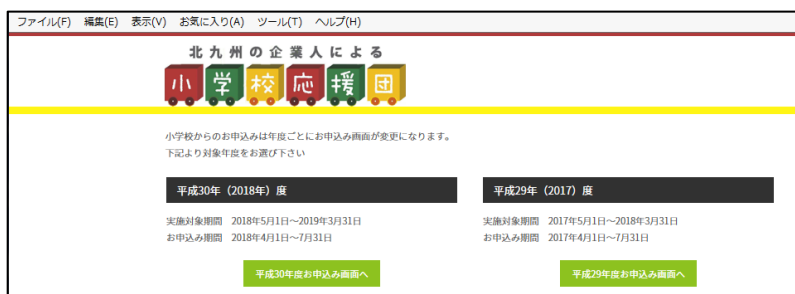 ファイル(F) 編集(E) 表示(V) お気に入り(A) ツール(T) ヘルプ(H)
北九州の企業人による
小学校応援団
小学校からのお申込みは年度ごとにお申込み画面が変更になります。
下記より対象年度をお選び下さい
平成30年（2018年）度
実施対象期間 2018年5月1日～2019年3月31日
お申込み期間 2018年4月1日～7月31日
平成30年度お申込み画面へ
平成29年（2017）度
実施対象期間 2017年5月1日～2018年3月31日
お申込み期間 2017年4月1日～7月31日
平成29年度お申込み画面へ